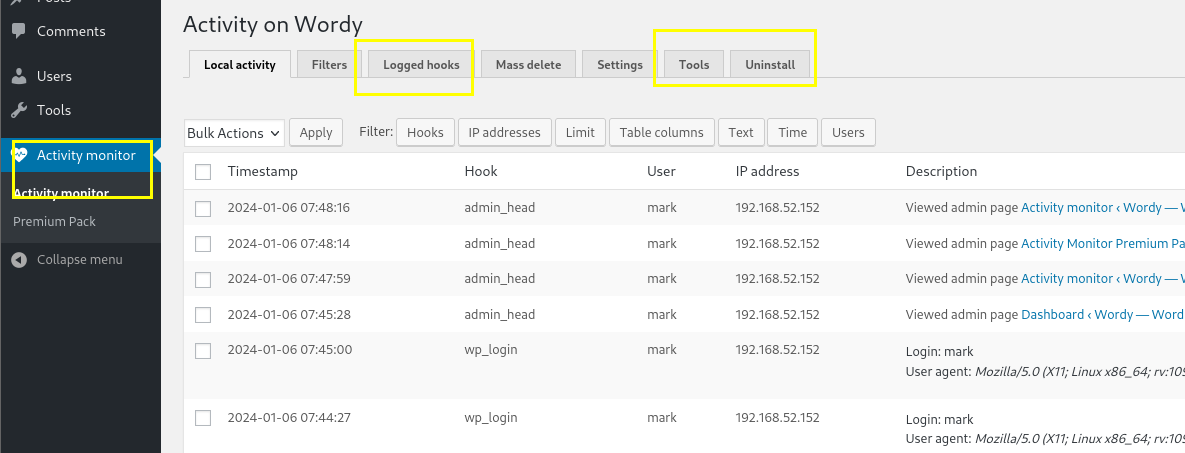 Posts
Comments
Users
Tools
Activity monitor
Activity monitor
Premium Pack
Collapse menu
Activity on Wordy
Local activity Filters Logged hooks Mass delete Settings Tools Uninstall
Bulk Actions Apply Filter: Hooks IP addresses Limit Table columns Text Time Users
Timestamp Hook User IP address Description
2024-01-06 07:48:16 admin_head mark 192.168.52.152 Viewed admin page Activity monitor ‹ Wordy —
2024-01-06 07:48:14 admin_head mark 192.168.52.152 Viewed admin page Activity Monitor Premium Pa
2024-01-06 07:47:59 admin_head mark 192.168.52.152 Viewed admin page Activity monitor ‹ Wordy —
2024-01-06 07:45:28 admin_head mark 192.168.52.152 Viewed admin page Dashboard ‹ Wordy — Word
2024-01-06 07:45:00 wp_login mark 192.168.52.152 Login: mark
User agent: Mozilla/5.0 (X11; Linux x86_64; rv:109
2024-01-06 07:44:27 wp_login mark 192.168.52.152 Login: mark
User agent: Mozilla/5.0 (X11; Linux x86_64; rv:109